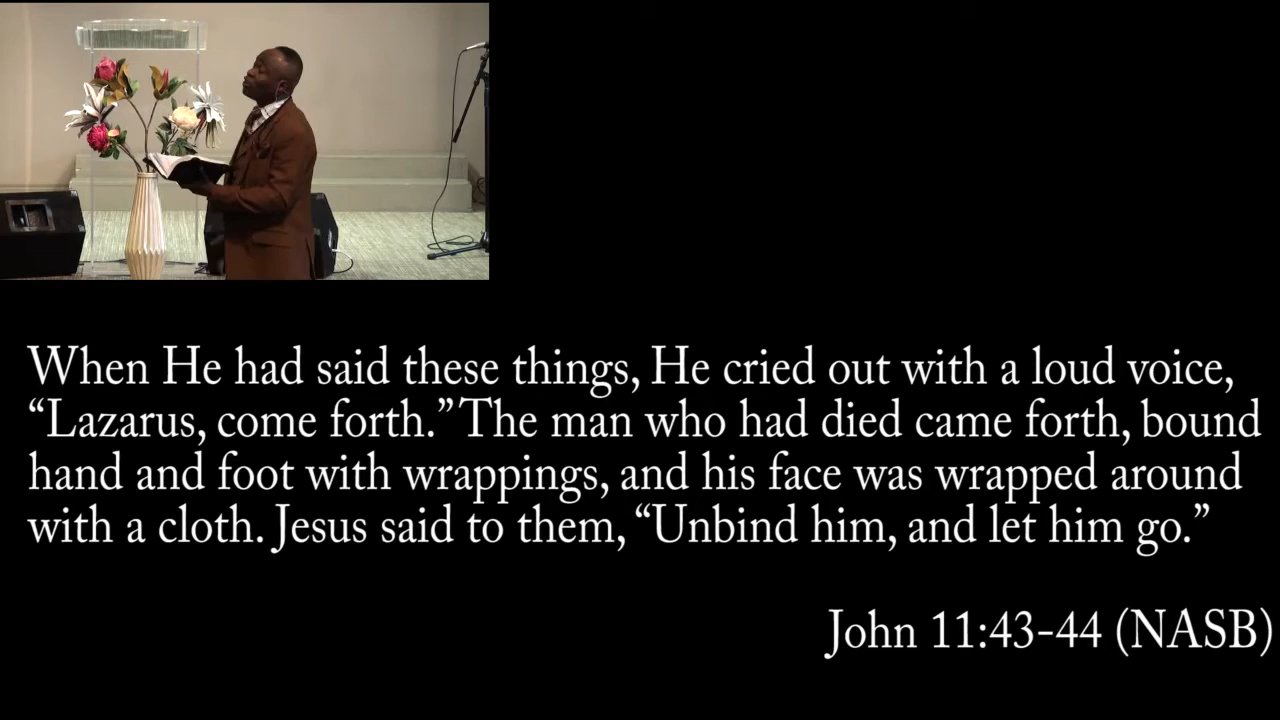 When He had said these things, He cried out with a loud voice,
“Lazarus, come forth.” The man who had died came forth, bound
hand and foot with wrappings, and his face was wrapped around
with a cloth. Jesus said to them, “Unbind him, and let him go.”
John 11:43-44 (NASB)